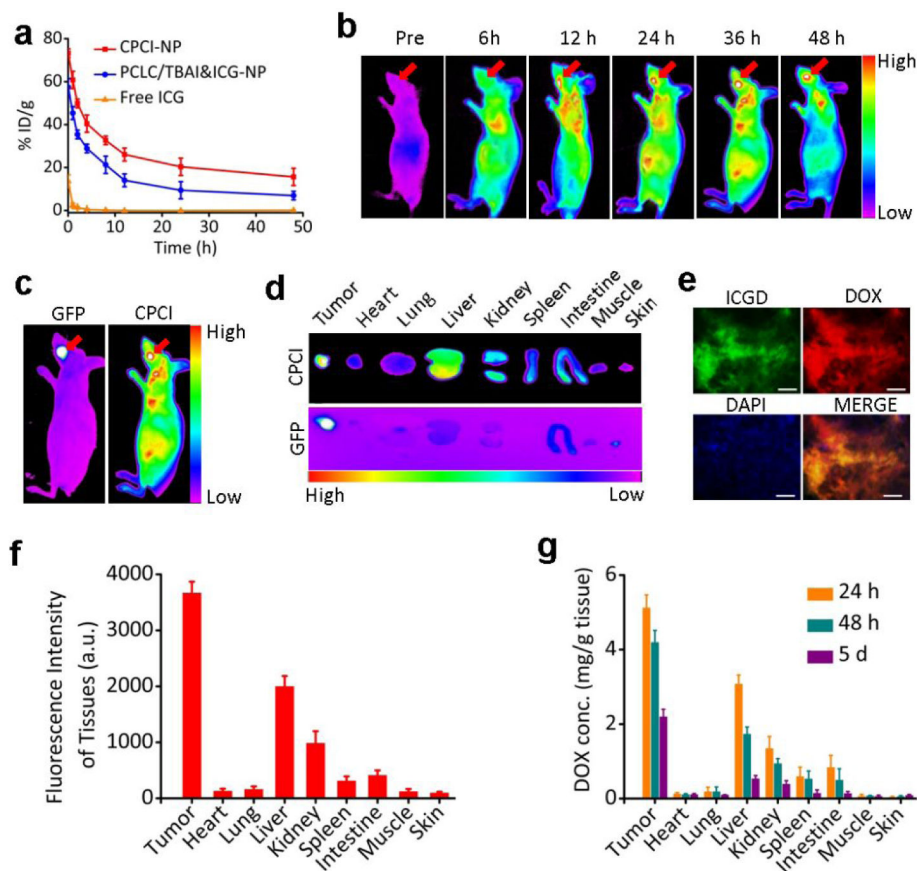 a
CPCI-NP
PCLC/TBAI&ICG-NP
Free ICG
% ID/g
80
60
40
20
0
0 10 20 30 40 50
Time (h)
b
Pre 6h 12 h 24 h 36 h 48 h
High
Low
c
GFP CPCI
High
Low
d
Tumor Heart Lung Liver Kidney Spleen Intestine Muscle Skin
CPCI
GFP
High Low
e
ICGD DOX
DAPI MERGE
f
Fluorescence Intensity
of Tissues (a.u.)
4000
3000
2000
1000
0
Tumor Heart Lung Liver Kidney Spleen Intestine Muscle Skin
g
DOX conc. (mg/g tissue)
6
4
2
0
24 h
48 h
5 d
Tumor Heart Lung Liver Kidney Spleen Intestine Muscle Skin